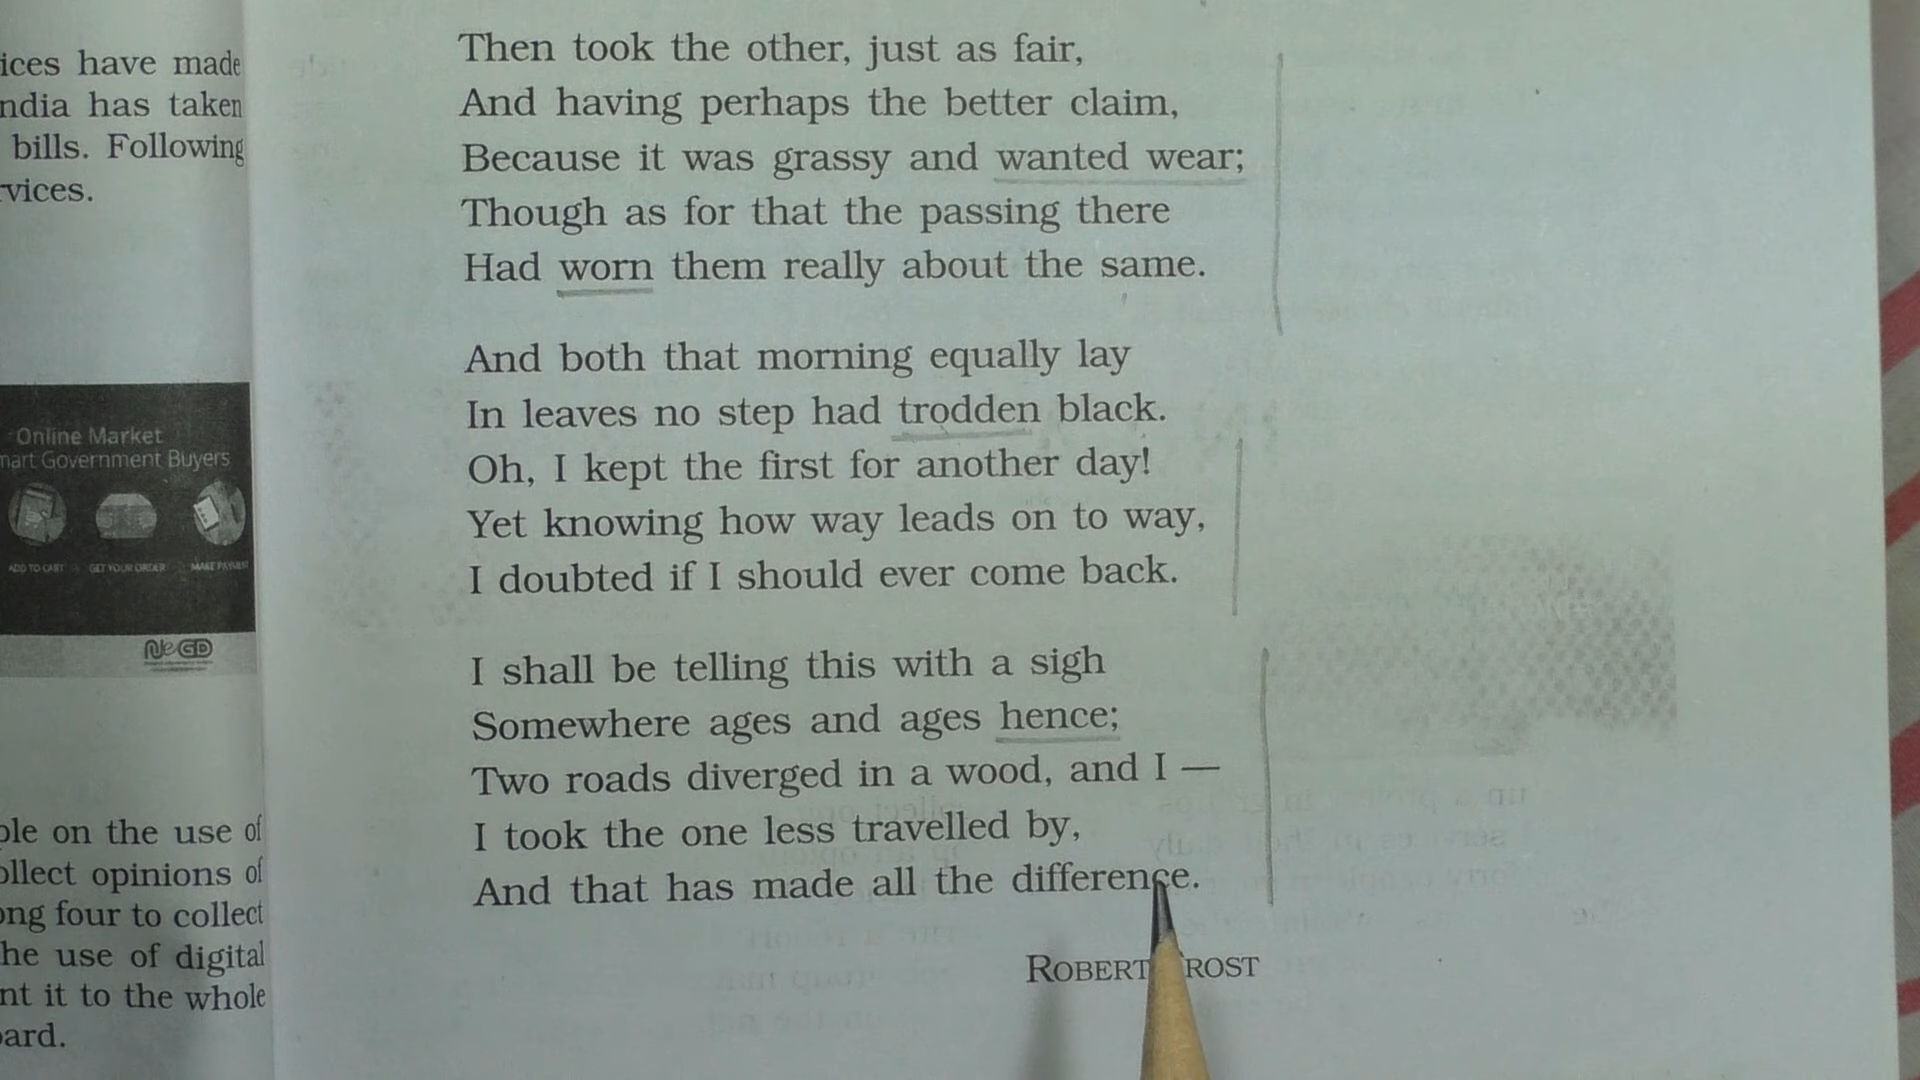 ices have made
ndia has taken
bills. Following
vices.
Online Market
mart Government Buyers
ADD TO CART
GET YOUR ORDER
MAKE PAYMENT
NeGD
ple on the use of
ollect opinions of
ong four to collect
he use of digital
nt it to the whole
oard.
Then took the other, just as fair,
And having perhaps the better claim,
Because it was grassy and wanted wear;
Though as for that the passing there
Had worn them really about the same.
And both that morning equally lay
In leaves no step had trodden black.
Oh, I kept the first for another day!
Yet knowing how way leads on to way,
I doubted if I should ever come back.
I shall be telling this with a sigh
Somewhere ages and ages hence;
Two roads diverged in a wood, and I —
I took the one less travelled by,
And that has made all the difference.
ROBERT FROST